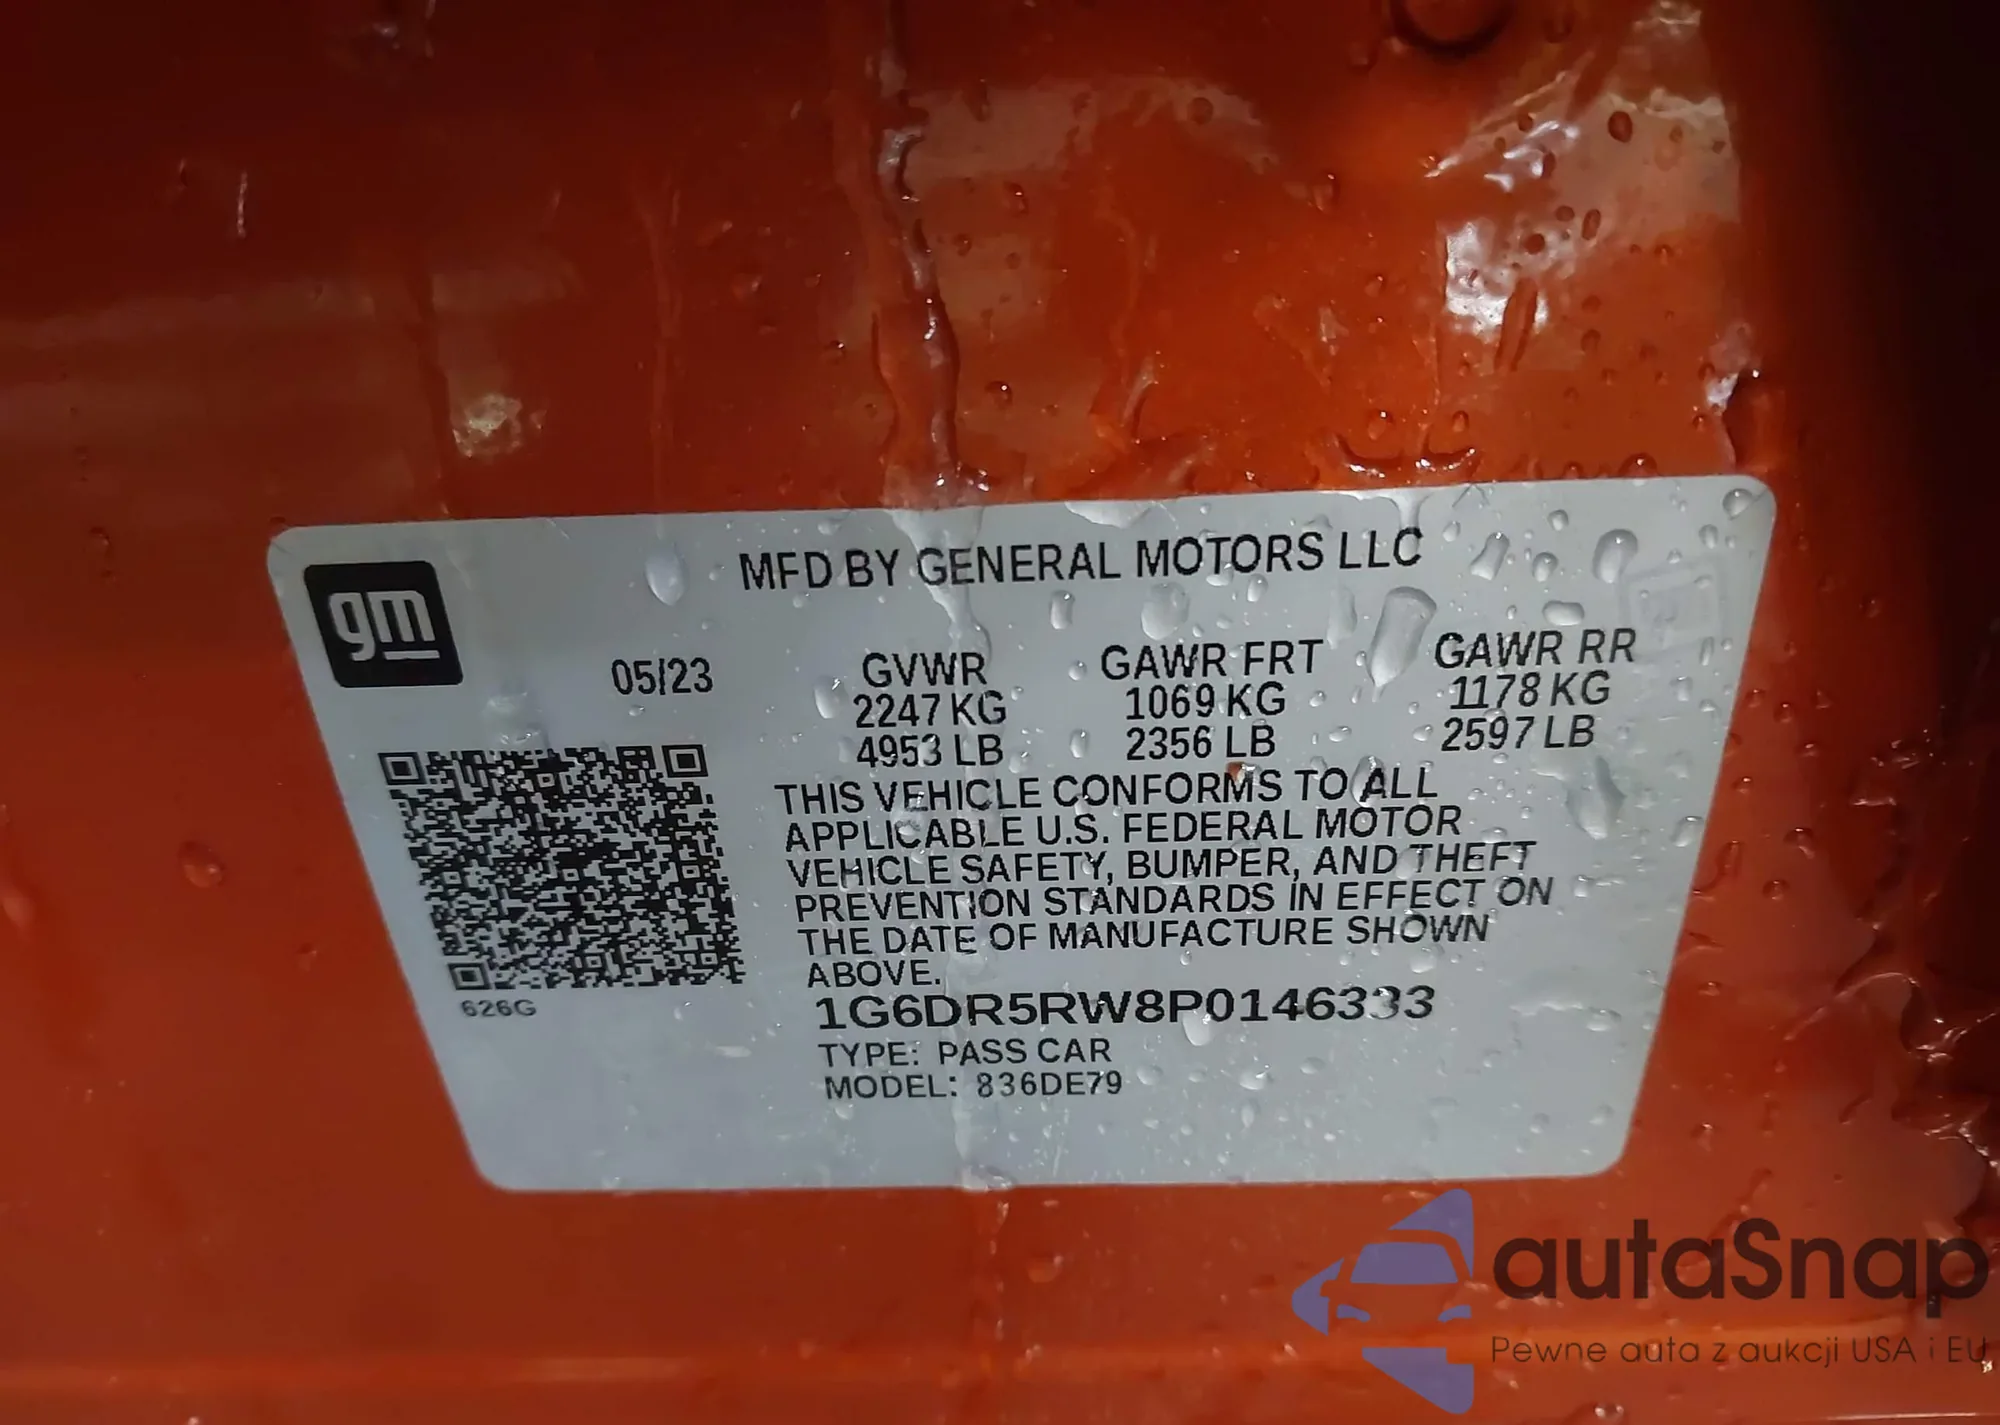 MFD BY GENERAL MOTORS LLC
gm
05/23
GVWR GAWR FRT GAWR RR
2247 KG 1069 KG 1178 KG
4953 LB 2356 LB 2597 LB
THIS VEHICLE CONFORMS TO ALL
APPLICABLE U.S. FEDERAL MOTOR
VEHICLE SAFETY, BUMPER, AND THEFT
PREVENTION STANDARDS IN EFFECT ON
THE DATE OF MANUFACTURE SHOWN
ABOVE.
626G
1G6DR5RW8P0146333
TYPE: PASS CAR
MODEL: 836DE79
autaSnap
Pewne auta z aukcji USA i EU